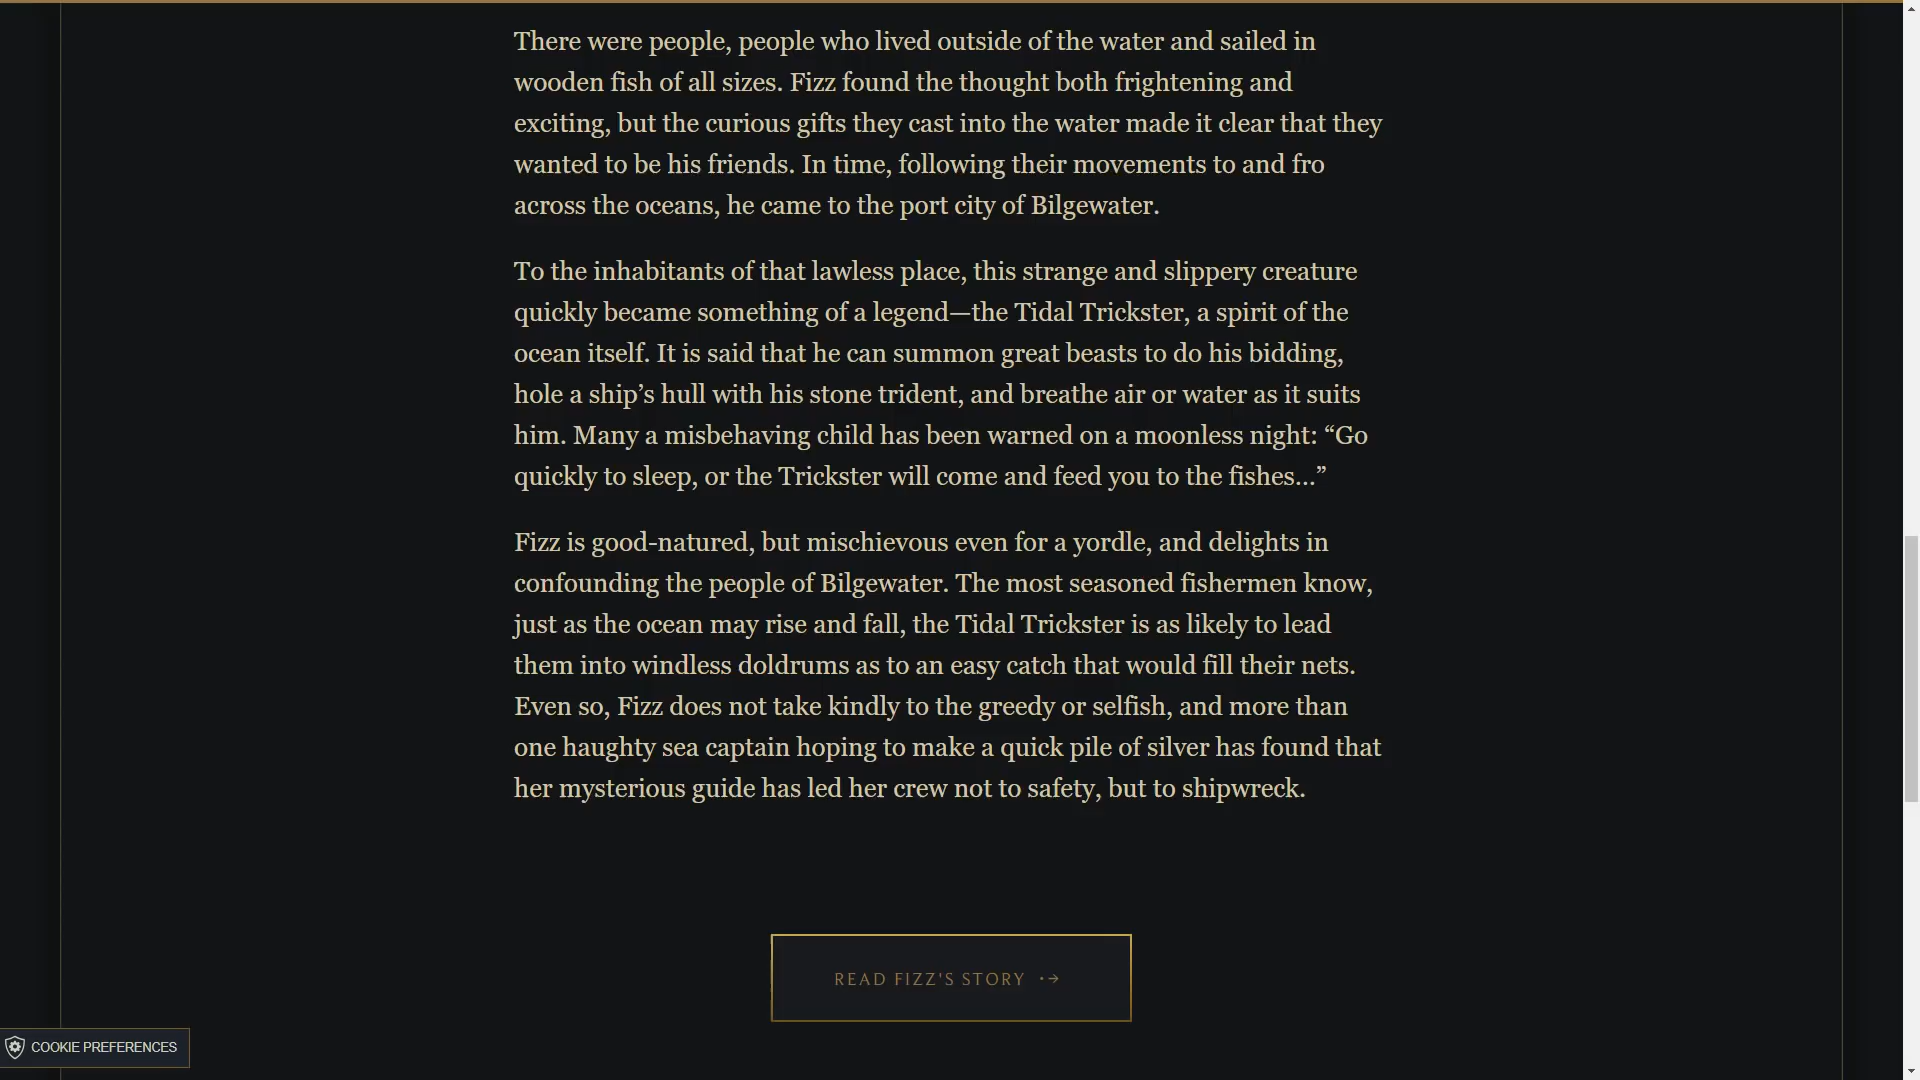 There were people, people who lived outside of the water and sailed in
wooden fish of all sizes. Fizz found the thought both frightening and
exciting, but the curious gifts they cast into the water made it clear that they
wanted to be his friends. In time, following their movements to and fro
across the oceans, he came to the port city of Bilgewater.
To the inhabitants of that lawless place, this strange and slippery creature
quickly became something of a legend—the Tidal Trickster, a spirit of the
ocean itself. It is said that he can summon great beasts to do his bidding,
hole a ship’s hull with his stone trident, and breathe air or water as it suits
him. Many a misbehaving child has been warned on a moonless night: “Go
quickly to sleep, or the Trickster will come and feed you to the fishes…”
Fizz is good-natured, but mischievous even for a yordle, and delights in
confounding the people of Bilgewater. The most seasoned fishermen know,
just as the ocean may rise and fall, the Tidal Trickster is as likely to lead
them into windless doldrums as to an easy catch that would fill their nets.
Even so, Fizz does not take kindly to the greedy or selfish, and more than
one haughty sea captain hoping to make a quick pile of silver has found that
her mysterious guide has led her crew not to safety, but to shipwreck.
READ FIZZ'S STORY
COOKIE PREFERENCES